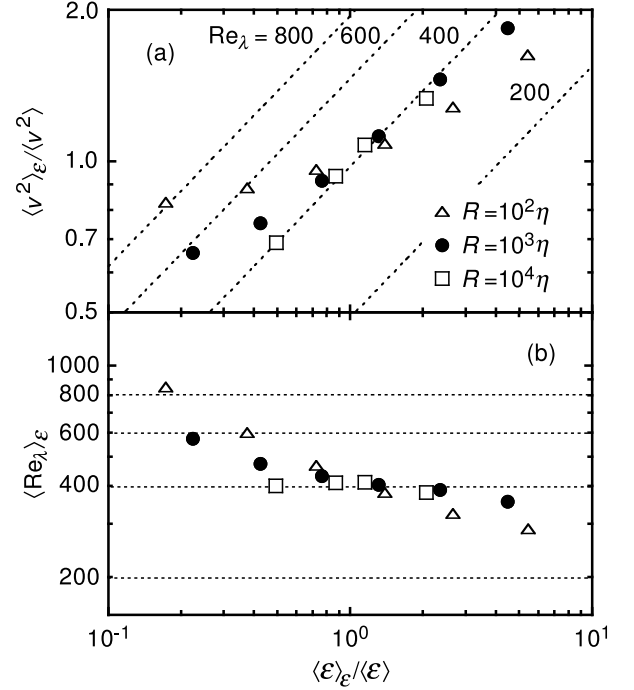 2.0
(a)
Re_λ = 800
600
400
200
1.0
0.7
0.5
⟨v²⟩_ε/⟨v²⟩
△ R=10²η
● R=10³η
□ R=10⁴η
(b)
1000
800
600
400
200
⟨Re_λ⟩_ε
10⁻¹
10⁰
10¹
⟨ε⟩_ε/⟨ε⟩